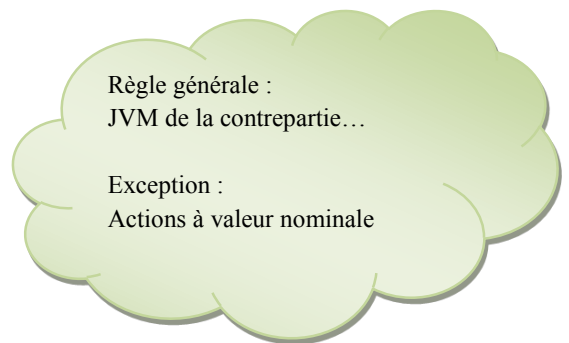 Règle générale :
JVM de la contrepartie…
Exception :
Actions à valeur nominale